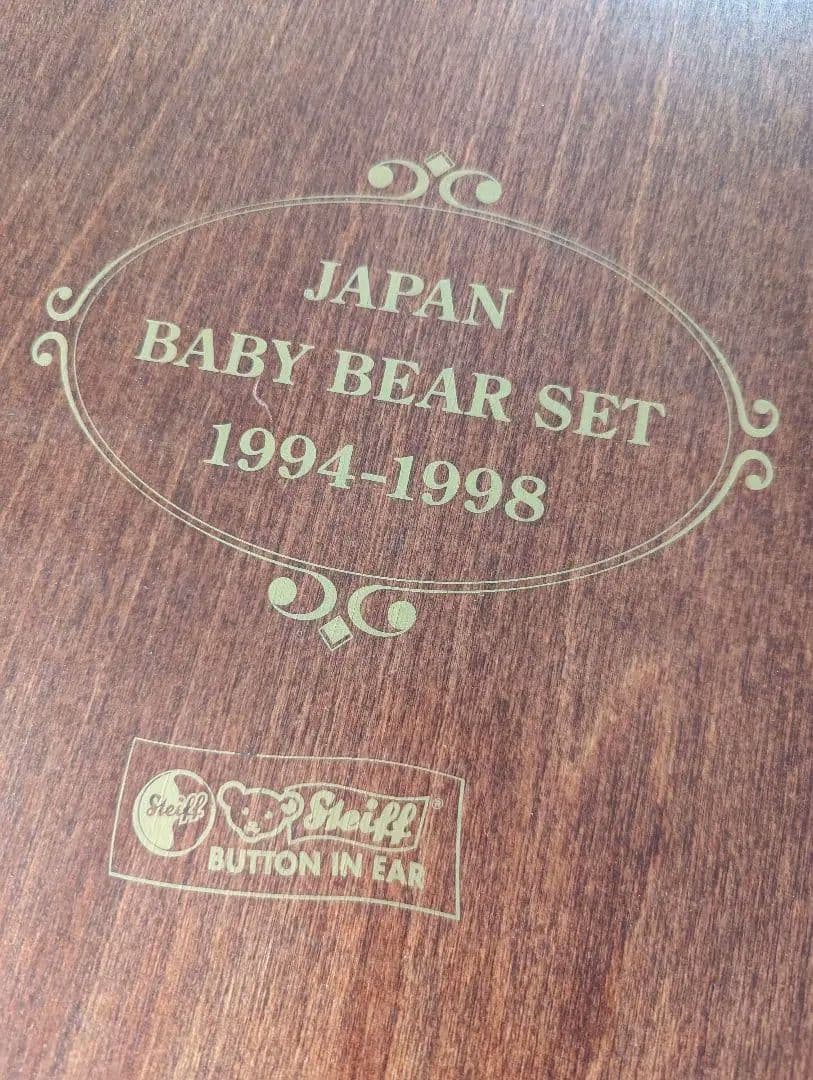 JAPAN
BABY BEAR SET
1994-1998
Steiff
Steiff®
BUTTON IN EAR